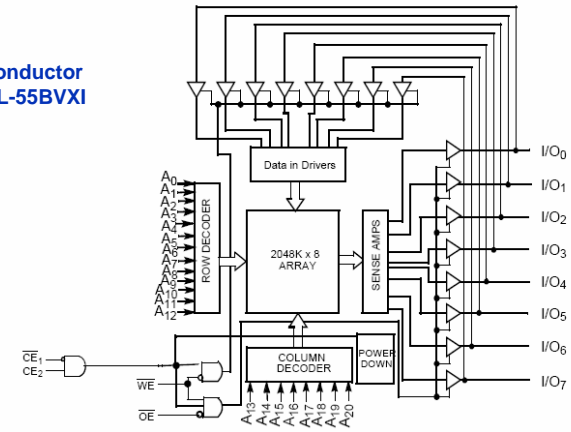 onductor
L-55BVXI
Data in Drivers
A0
A1
A2
A3
A4
A5
A6
A7
A8
A9
A10
A11
A12
ROW DECODER
2048K x 8
ARRAY
SENSE AMPS
I/O0
I/O1
I/O2
I/O3
I/O4
I/O5
I/O6
I/O7
COLUMN
DECODER
POWER
DOWN
CE1
CE2
WE
OE
A13
A14
A15
A16
A17
A18
A19
A20